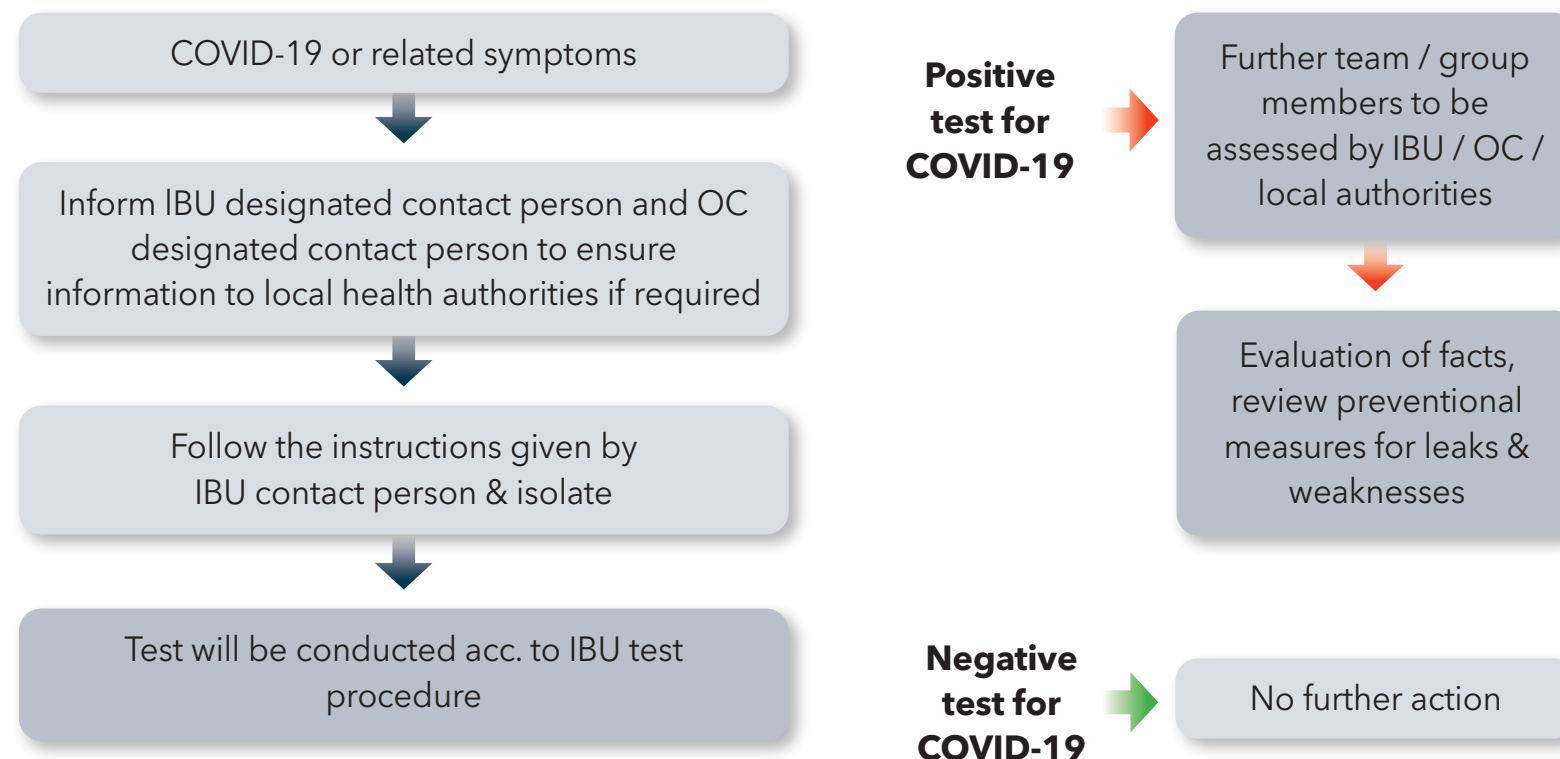 COVID-19 or related symptoms
Inform IBU designated contact person and OC
designated contact person to ensure
information to local health authorities if required
Follow the instructions given by
IBU contact person & isolate
Test will be conducted acc. to IBU test
procedure
Positive
test for
COVID-19
Further team / group
members to be
assessed by IBU / OC /
local authorities
Evaluation of facts,
review preventional
measures for leaks &
weaknesses
Negative
test for
COVID-19
No further action